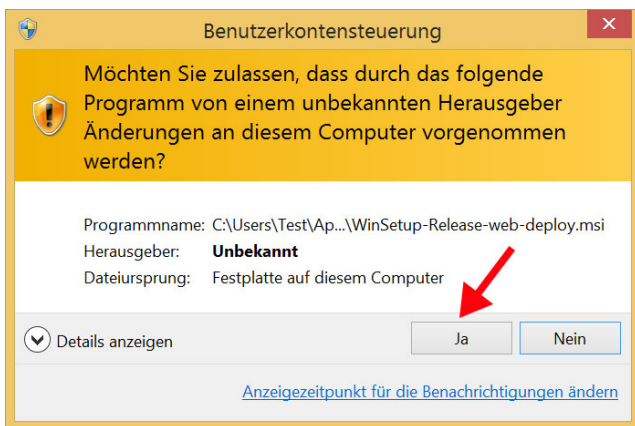 Benutzerkontensteuerung
Möchten Sie zulassen, dass durch das folgende
Programm von einem unbekannten Herausgeber
Änderungen an diesem Computer vorgenommen
werden?
Programmname: C:\Users\Test\Ap...\WinSetup-Release-web-deploy.msi
Herausgeber: Unbekannt
Dateiursprung: Festplatte auf diesem Computer
Details anzeigen Ja Nein
Anzeigezeitpunkt für die Benachrichtigungen ändern